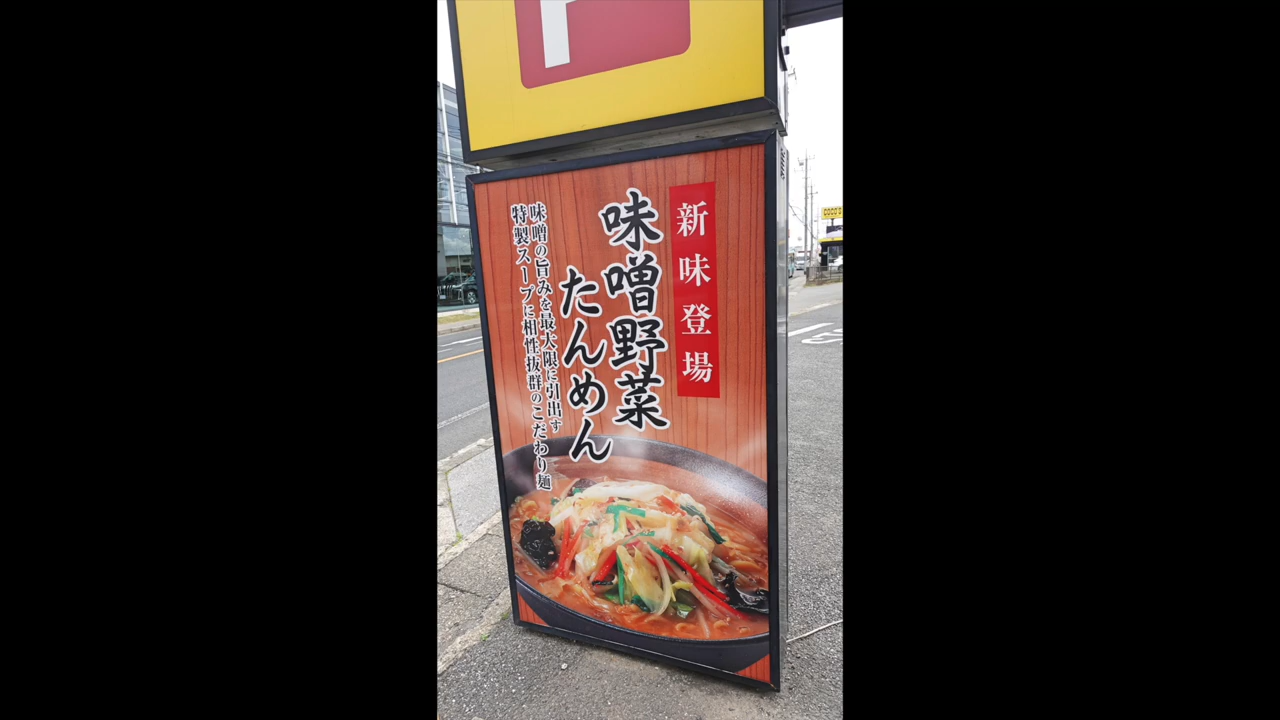 P
新味登場
味噌野菜
たんめん
味噌の旨みを最大限に引出す
特製スープに相性抜群のこだわり麺
COCO'S